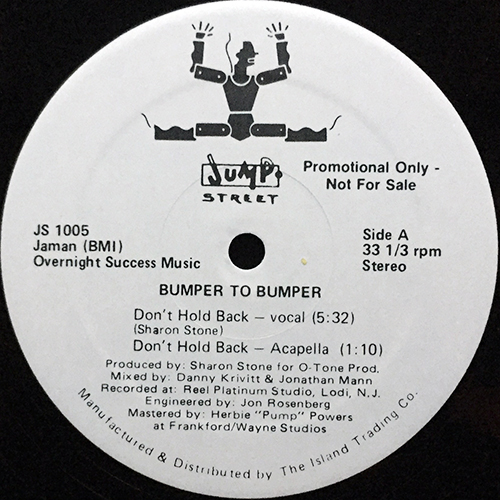 JUMP
STREET
Promotional Only -
Not For Sale
JS 1005
Jaman (BMI)
Overnight Success Music
Side A
33 1/3 rpm
Stereo
BUMPER TO BUMPER
Don't Hold Back – vocal (5:32)
(Sharon Stone)
Don't Hold Back – Acapella (1:10)
Produced by: Sharon Stone for O-Tone Prod.
Mixed by: Danny Krivitt & Jonathan Mann
Recorded at: Reel Platinum Studio, Lodi, N.J.
Engineered by: Jon Rosenberg
Mastered by: Herbie "Pump" Powers
at Frankford/Wayne Studios
Manufactured & Distributed by The Island Trading Co.